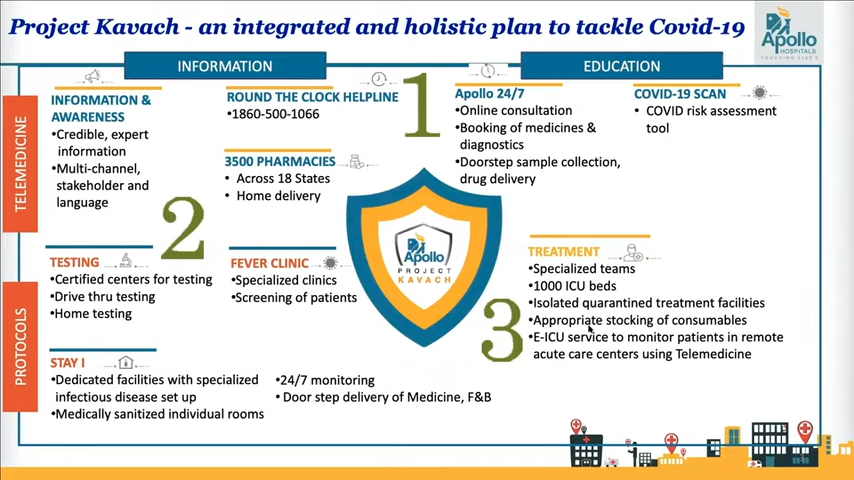 Project Kavach - an integrated and holistic plan to tackle Covid-19
Apollo
HOSPITALS
TOUCHING LIVES
INFORMATION
EDUCATION
TELEMEDICINE
PROTOCOLS
1
2
3
INFORMATION &
AWARENESS
•Credible, expert
information
•Multi-channel,
stakeholder and
language
ROUND THE CLOCK HELPLINE
•1860-500-1066
3500 PHARMACIES
• Across 18 States
• Home delivery
Apollo 24/7
•Online consultation
•Booking of medicines &
diagnostics
•Doorstep sample collection,
drug delivery
COVID-19 SCAN
• COVID risk assessment
tool
TESTING
•Certified centers for testing
•Drive thru testing
•Home testing
FEVER CLINIC
•Specialized clinics
•Screening of patients
Apollo
PROJECT
KAVACH
TREATMENT
•Specialized teams
•1000 ICU beds
•Isolated quarantined treatment facilities
•Appropriate stocking of consumables
•E-ICU service to monitor patients in remote
acute care centers using Telemedicine
STAY I
•Dedicated facilities with specialized
infectious disease set up
•Medically sanitized individual rooms
•24/7 monitoring
•Door step delivery of Medicine, F&B